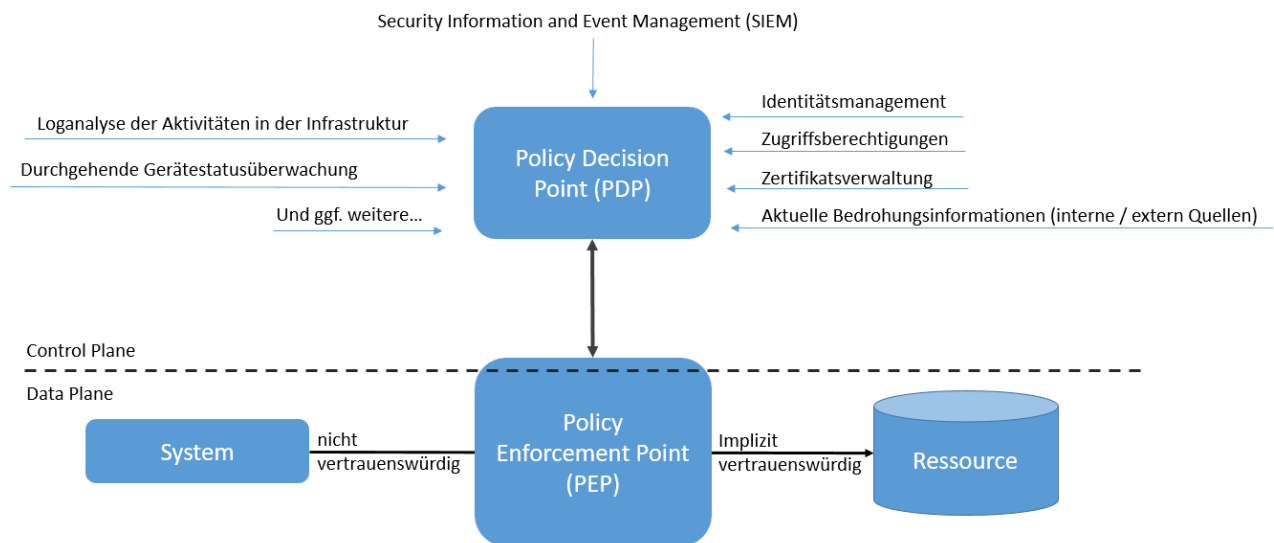 Security Information and Event Management (SIEM)
Loganalyse der Aktivitäten in der Infrastruktur
Durchgehende Gerätestatusüberwachung
Und ggf. weitere...
Policy Decision
Point (PDP)
Identitätsmanagement
Zugriffsberechtigungen
Zertifikatsverwaltung
Aktuelle Bedrohungsinformationen (interne / extern Quellen)
Control Plane
Data Plane
System
nicht
vertrauenswürdig
Policy
Enforcement Point
(PEP)
Implizit
vertrauenswürdig
Ressource